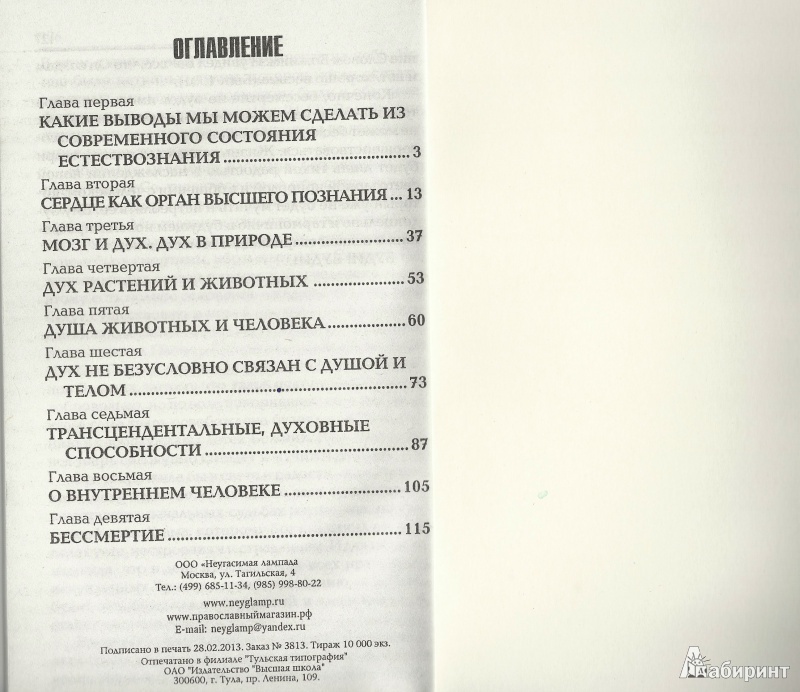 ОГЛАВЛЕНИЕ
Глава первая
КАКИЕ ВЫВОДЫ МЫ МОЖЕМ СДЕЛАТЬ ИЗ
СОВРЕМЕННОГО СОСТОЯНИЯ
ЕСТЕСТВОЗНАНИЯ ..... 3
Глава вторая
СЕРДЦЕ КАК ОРГАН ВЫСШЕГО ПОЗНАНИЯ ... 13
Глава третья
МОЗГ И ДУХ. ДУХ В ПРИРОДЕ ..... 37
Глава четвертая
ДУХ РАСТЕНИЙ И ЖИВОТНЫХ ..... 53
Глава пятая
ДУША ЖИВОТНЫХ И ЧЕЛОВЕКА ..... 60
Глава шестая
ДУХ НЕ БЕЗУСЛОВНО СВЯЗАН С ДУШОЙ И
ТЕЛОМ ..... 73
Глава седьмая
ТРАНСЦЕНДЕНТАЛЬНЫЕ, ДУХОВНЫЕ
СПОСОБНОСТИ ..... 87
Глава восьмая
О ВНУТРЕННЕМ ЧЕЛОВЕКЕ ..... 105
Глава девятая
БЕССМЕРТИЕ ..... 115
ООО «Неугасимая лампада
Москва, ул. Тагильская, 4
Тел.: (499) 685-11-34, (985) 998-80-22
www.neyglamp.ru
www.православныймагазин.рф
E-mail: neyglamp@yandex.ru
Подписано в печать 28.02.2013. Заказ № 3813. Тираж 10 000 экз.
Отпечатано в филиале "Тульская типография"
ОАО "Издательство "Высшая школа"
300600, г. Тула, пр. Ленина, 109.
Лабиринт